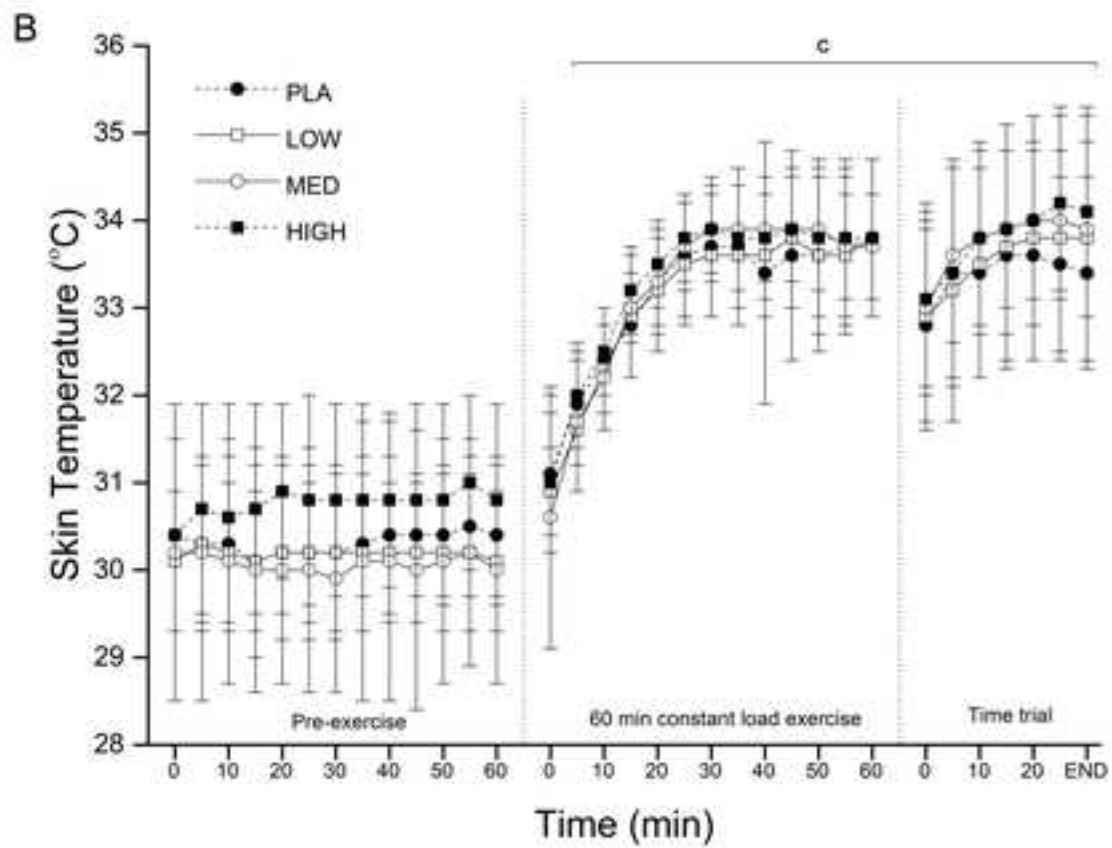 B
C
36
35
34
33
32
31
30
29
28
Skin Temperature (°C)
PLA
LOW
MED
HIGH
Pre-exercise
60 min constant load exercise
Time trial
0 10 20 30 40 50 60 0 10 20 30 40 50 60 0 10 20 END
Time (min)